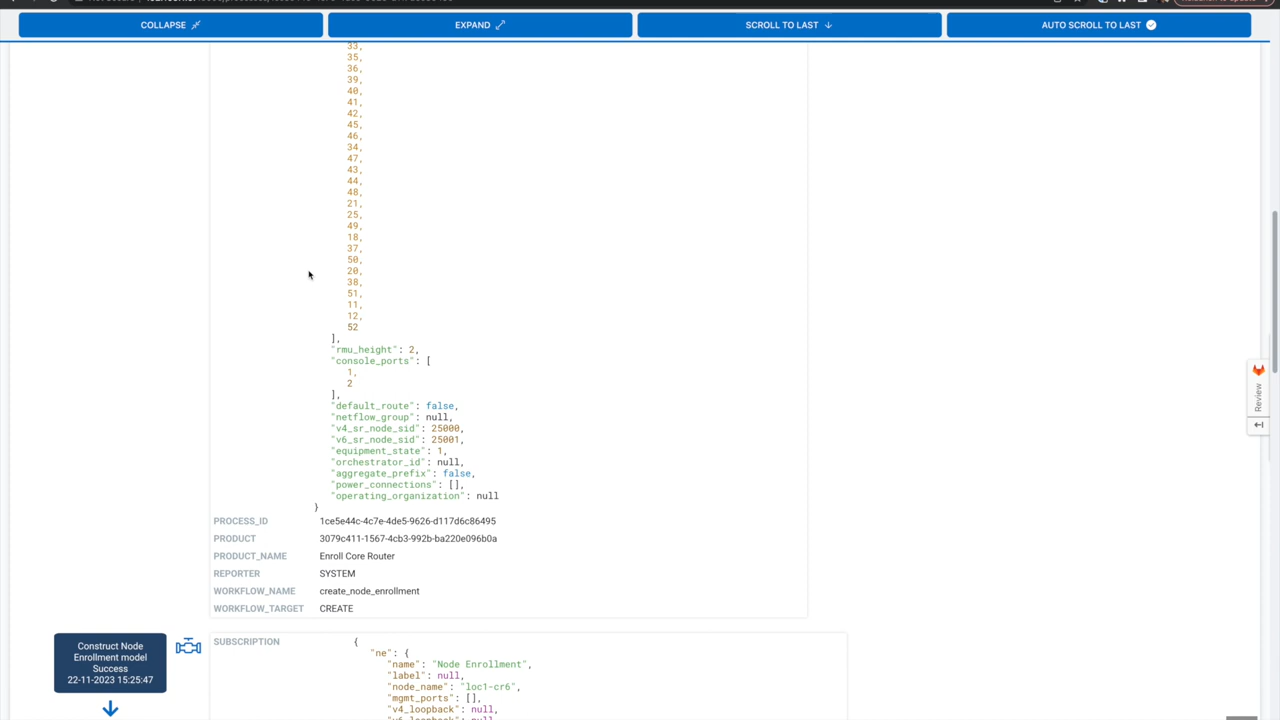 COLLAPSE
EXPAND
SCROLL TO LAST
AUTO SCROLL TO LAST
33,
35,
36,
39,
40,
41,
42,
45,
46,
34,
47,
43,
44,
48,
21,
25,
49,
18,
37,
50,
20,
38,
51,
11,
12,
52
],
"rmu_height": 2,
"console_ports": [
1,
2
],
"default_route": false,
"netflow_group": null,
"v4_sr_node_sid": 25000,
"v6_sr_node_sid": 25001,
"equipment_state": 1,
"orchestrator_id": null,
"aggregate_prefix": false,
"power_connections": [],
"operating_organization": null
}
PROCESS_ID 1ce5e44c-4c7e-4de5-9626-d117d6c86495
PRODUCT 3079c411-1567-4cb3-992b-ba220e096b0a
PRODUCT_NAME Enroll Core Router
REPORTER SYSTEM
WORKFLOW_NAME create_node_enrollment
WORKFLOW_TARGET CREATE
Review
Construct Node
Enrollment model
Success
22-11-2023 15:25:47
SUBSCRIPTION {
"ne": {
"name": "Node Enrollment",
"label": null,
"node_name": "loc1-cr6",
"mgmt_ports": [],
"v4_loopback": null,